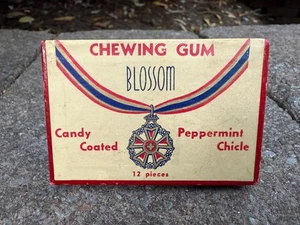 CHEWING GUM
BLOSSOM
Candy Peppermint
Coated Chicle
12 pieces